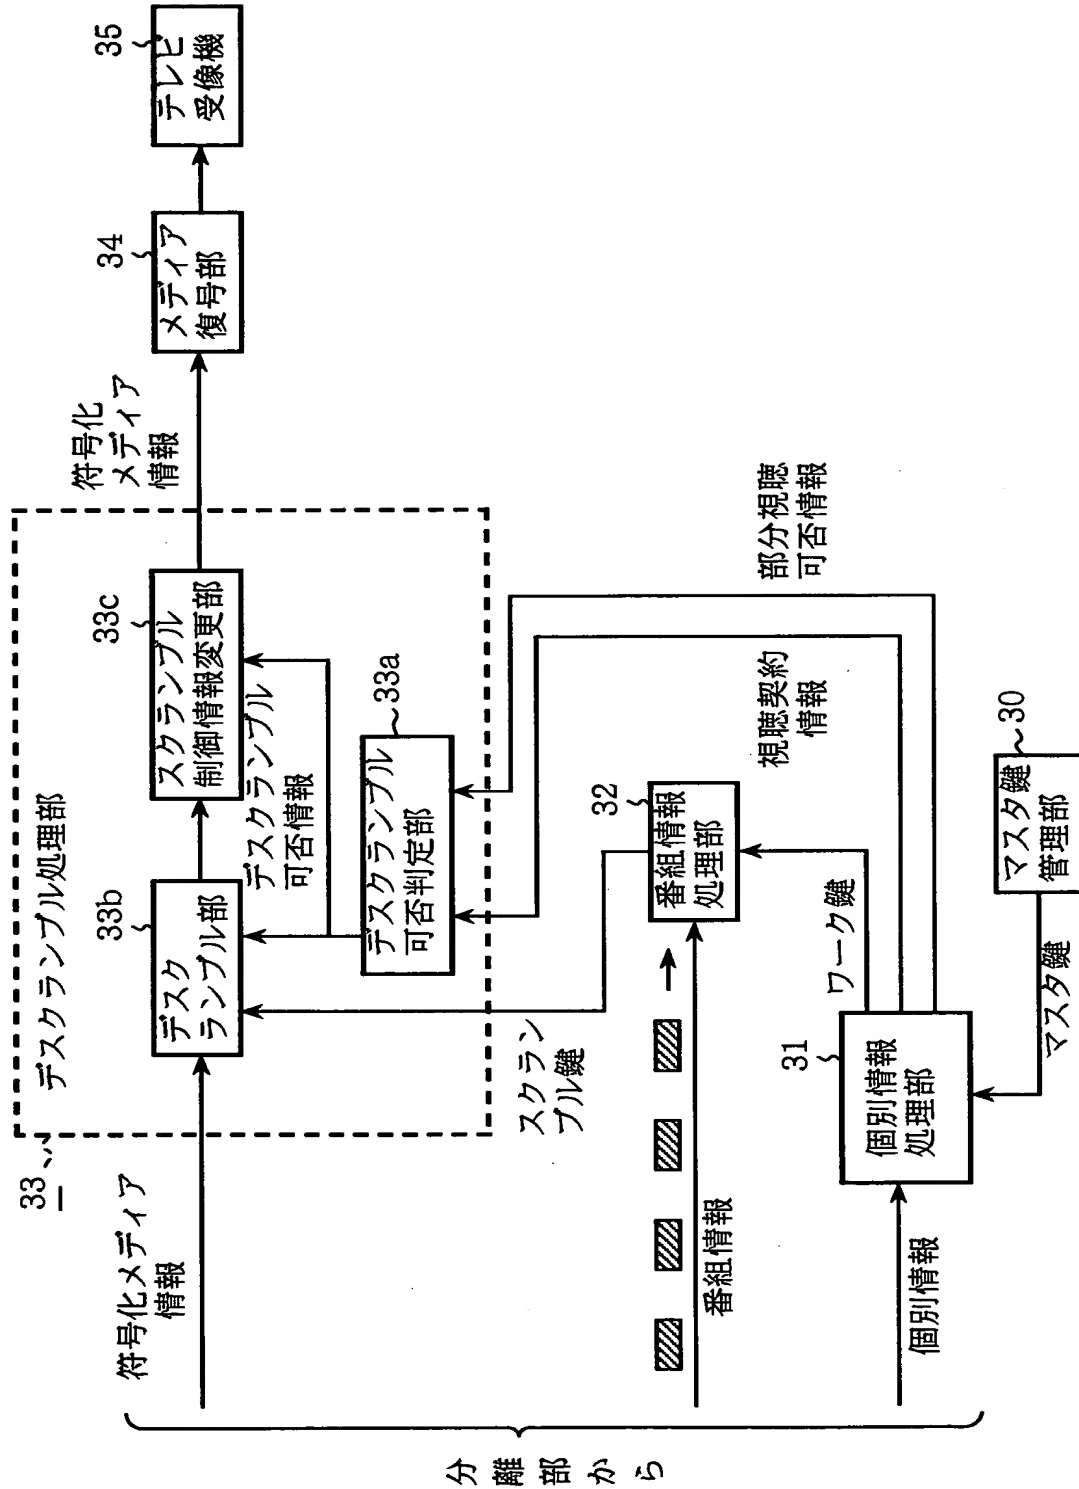 33
デスクランブル処理部
符号化メディア
情報
33b
デスク
ランブル部
33c
スクランブル
制御情報変更部
符号化
メディア
情報
34
メディア
復号部
35
テレビ
受像機
デスクランブル
可否情報
33a
デスクランブル
可否判定部
スクラン
ブル鍵
番組情報
32
番組情報
処理部
視聴契約
情報
部分視聴
可否情報
ワーク鍵
31
個別情報
処理部
個別情報
マスタ鍵
30
マスタ鍵
管理部
分離部から